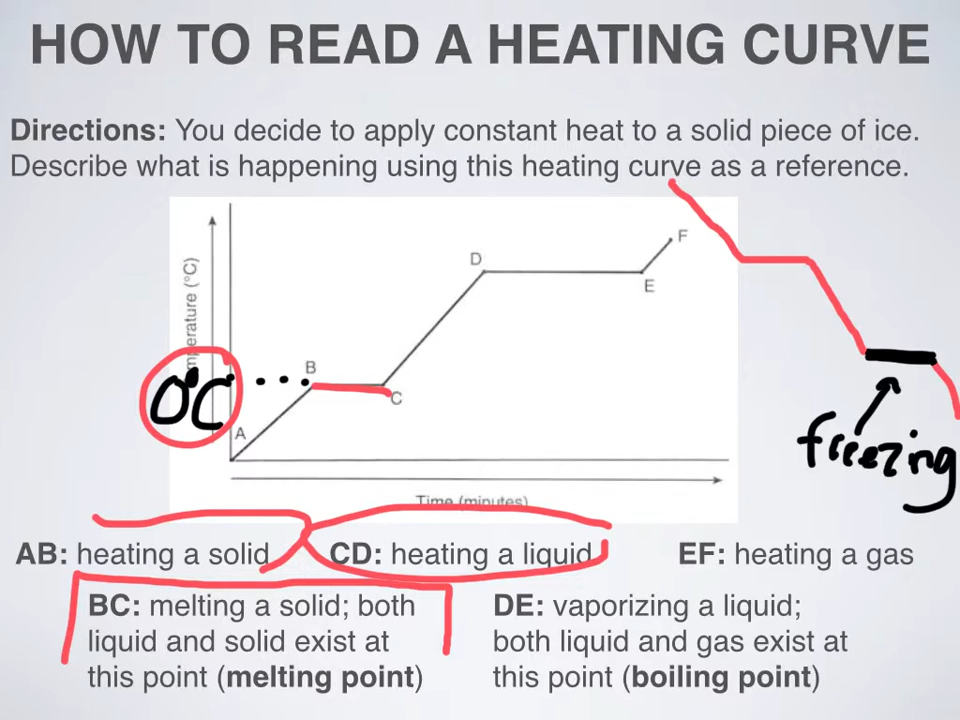 HOW TO READ A HEATING CURVE
Directions: You decide to apply constant heat to a solid piece of ice.
Describe what is happening using this heating curve as a reference.
Temperature (°C)
0°C
A
B
C
D
E
F
Time (minutes)
freezing
AB: heating a solid
CD: heating a liquid
EF: heating a gas
BC: melting a solid; both
liquid and solid exist at
this point (melting point)
DE: vaporizing a liquid;
both liquid and gas exist at
this point (boiling point)